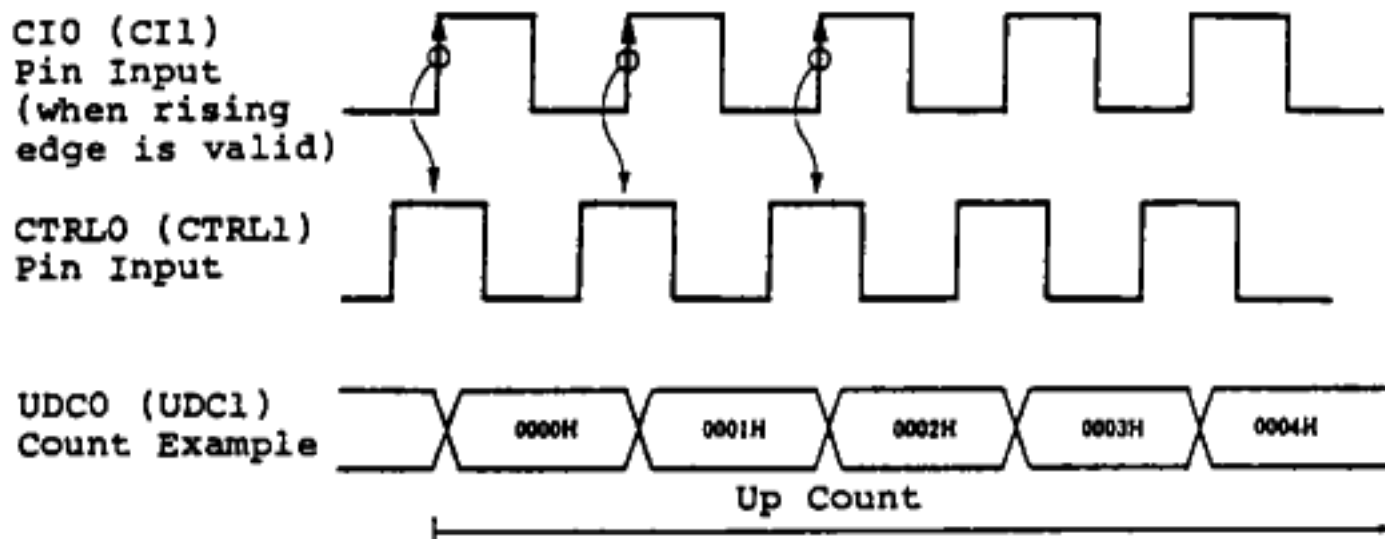 CI0 (CI1)
Pin Input
(when rising
edge is valid)
CTRL0 (CTRL1)
Pin Input
UDC0 (UDC1)
Count Example
0000H 0001H 0002H 0003H 0004H
Up Count